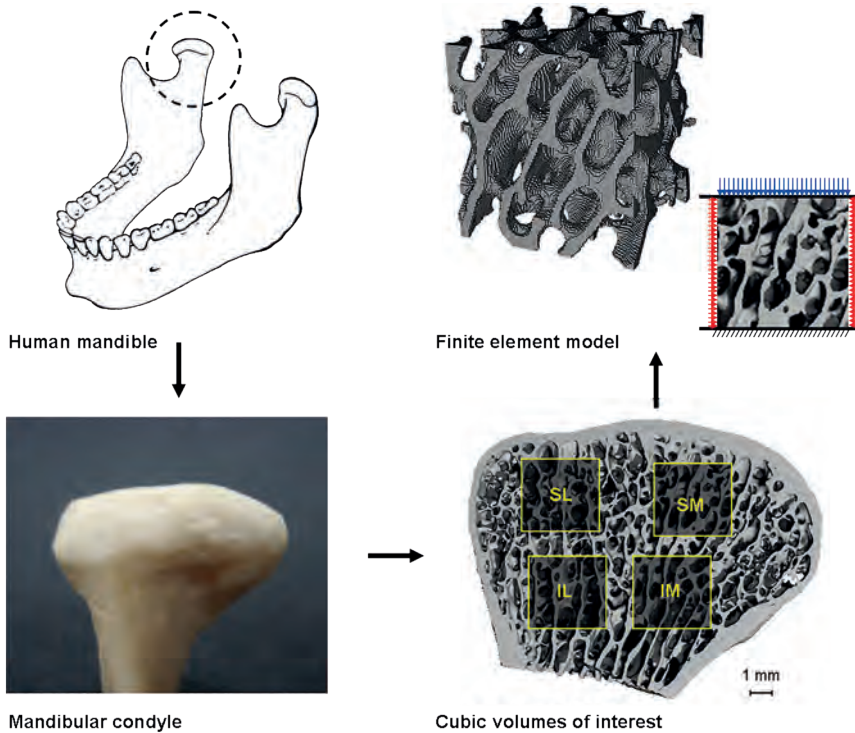 Human mandible
Finite element model
SL
SM
IL
IM
1 mm
Mandibular condyle
Cubic volumes of interest